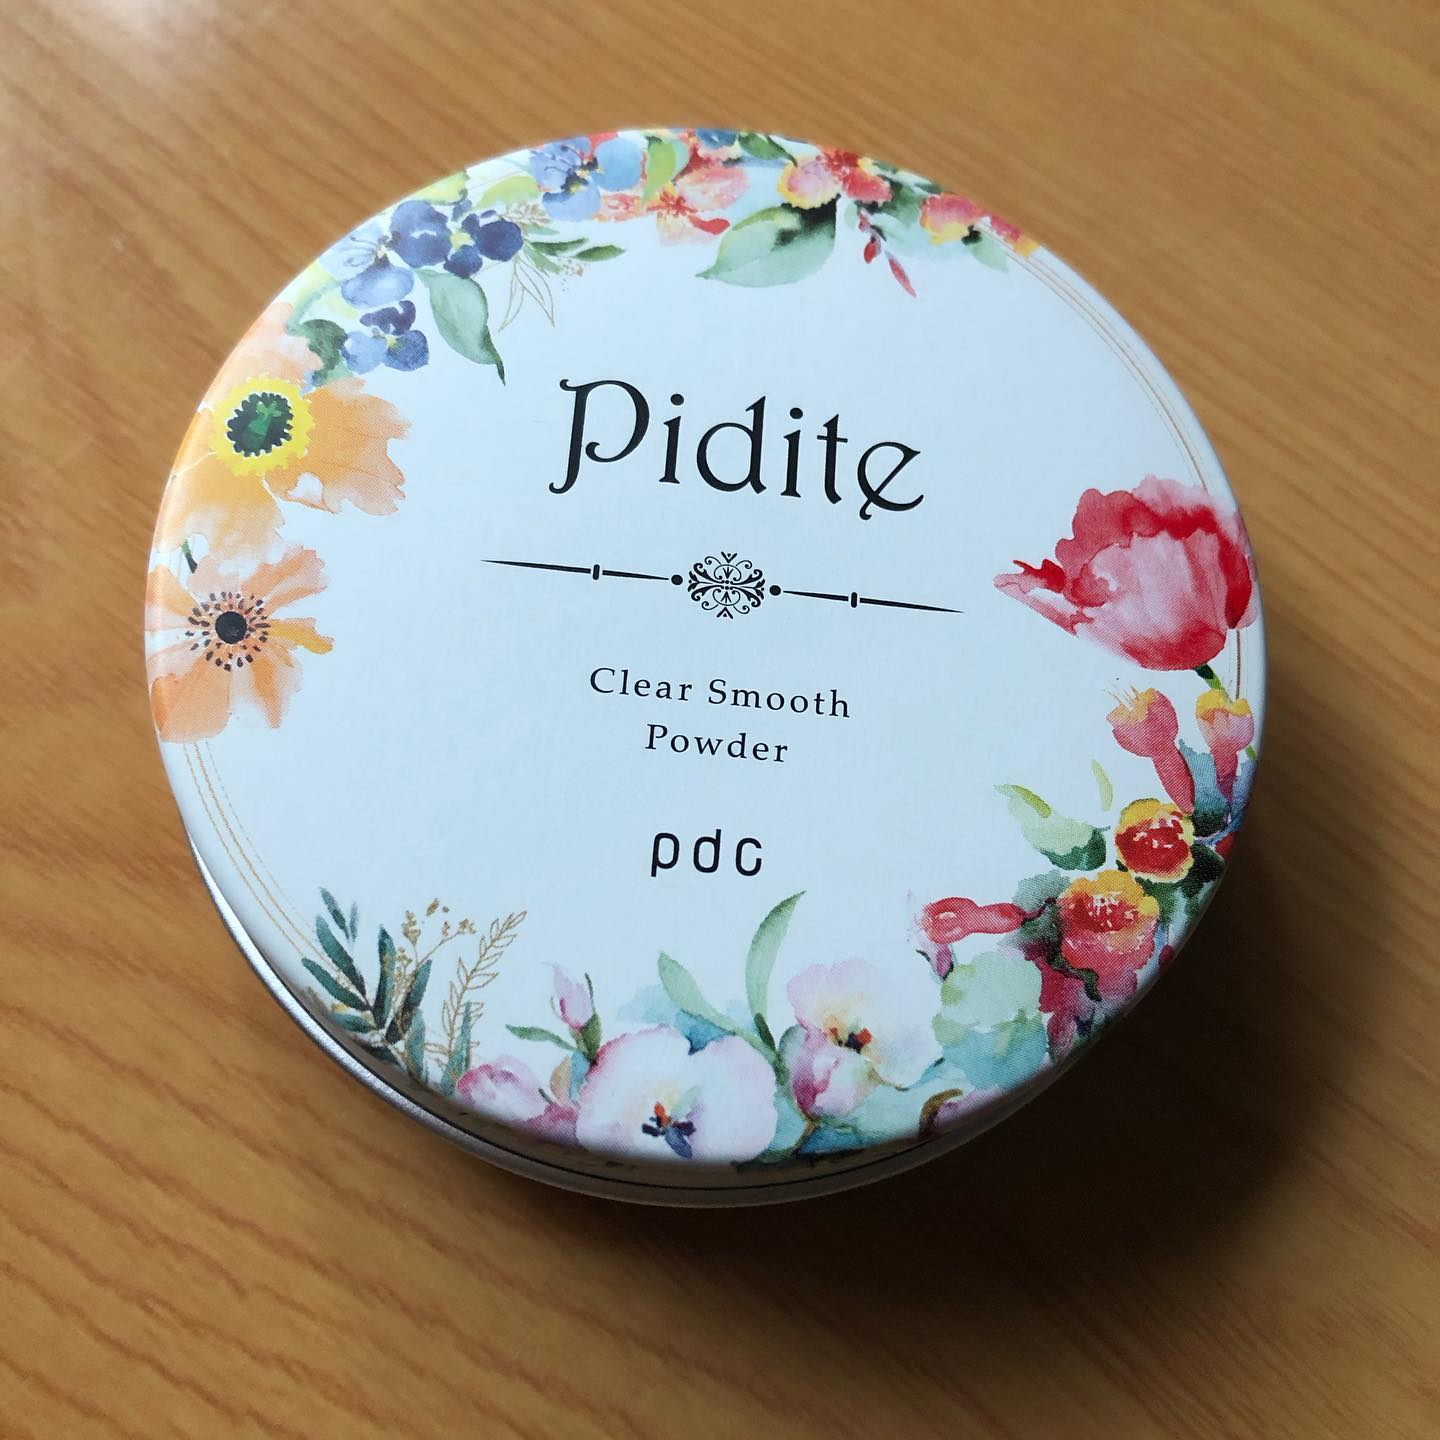 Pidite
Clear Smooth
Powder
pdc